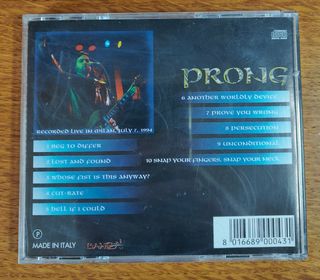 RECORDED LIVE IN MILAN, JULY 7, 1994
1 BEG TO DIFFER
2 LOST AND FOUND
3 WHOSE FIST IS THIS ANYWAY?
4 CUT-RATE
5 HELL IF I COULD
PRONG
6 ANOTHER WORLDLY DEVICE
7 PROVE YOU WRONG
8 PERSECUTION
9 UNCONDITIONAL
10 SNAP YOUR FINGERS, SNAP YOUR NECK
P
MADE IN ITALY
8 016689 000431